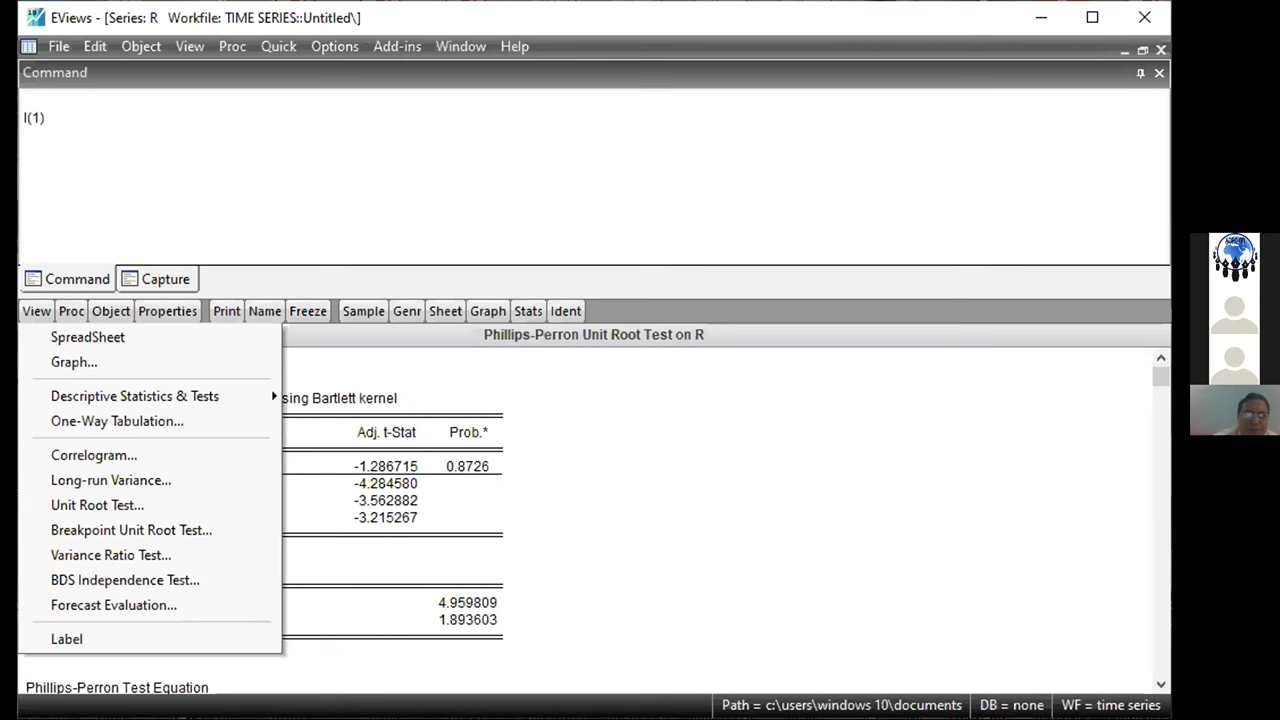 EViews - [Series: R Workfile: TIME SERIES::Untitled\]
File Edit Object View Proc Quick Options Add-ins Window Help
Command
I(1)
Command Capture
View Proc Object Properties Print Name Freeze Sample Genr Sheet Graph Stats Ident
Phillips-Perron Unit Root Test on R
SpreadSheet
Graph...
Descriptive Statistics & Tests
One-Way Tabulation...
Correlogram...
Long-run Variance...
Unit Root Test...
Breakpoint Unit Root Test...
Variance Ratio Test...
BDS Independence Test...
Forecast Evaluation...
Label
sing Bartlett kernel
Adj. t-Stat Prob.*
-1.286715 0.8726
-4.284580
-3.562882
-3.215267
4.959809
1.893603
Phillips-Perron Test Equation
Path = c:\users\windows 10\documents DB = none WF = time series